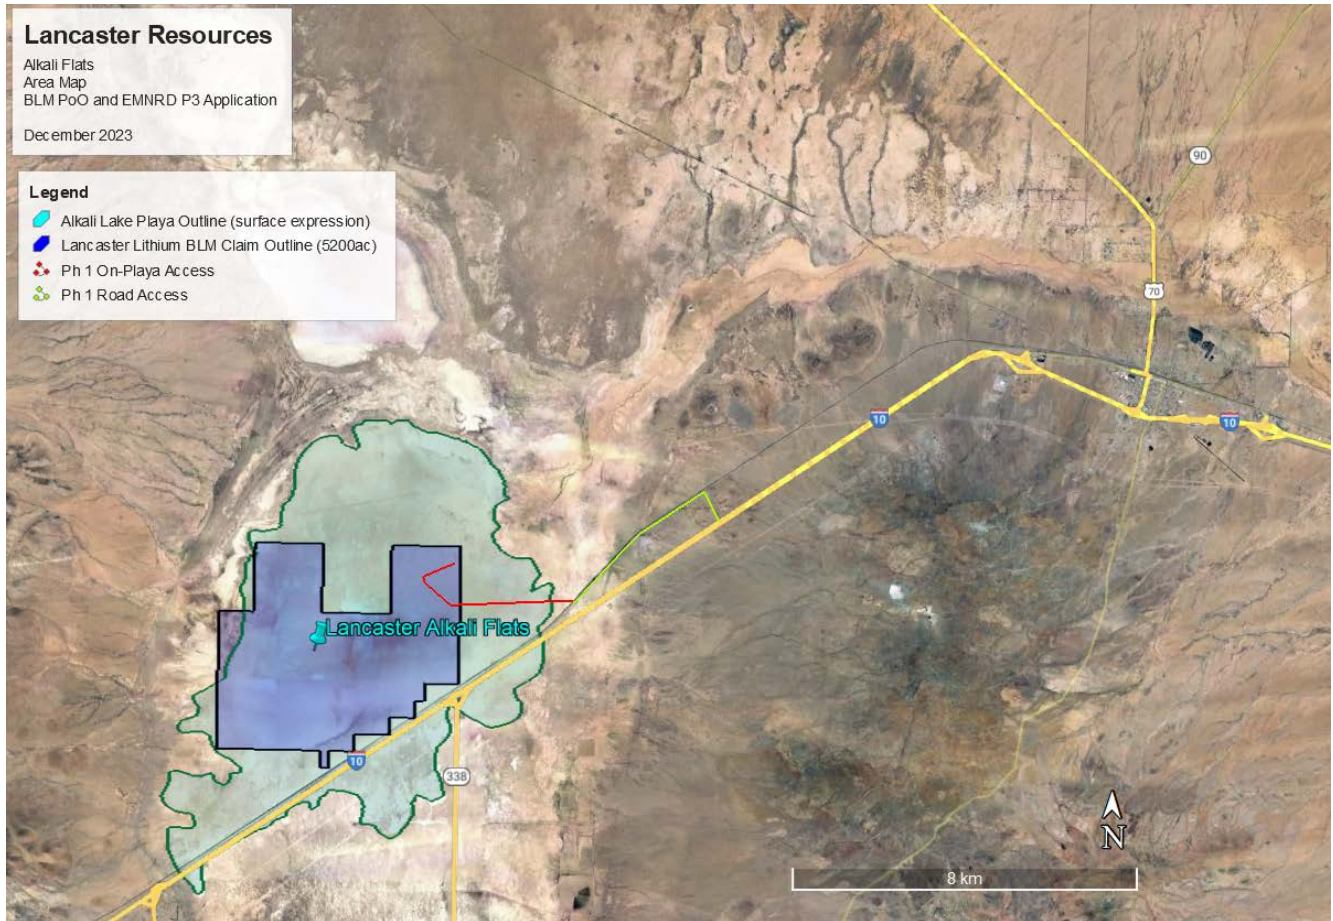 Lancaster Resources
Alkali Flats
Area Map
BLM PoO and EMNRD P3 Application
December 2023
Legend
Alkali Lake Playa Outline (surface expression)
Lancaster Lithium BLM Claim Outline (5200ac)
Ph 1 On-Playa Access
Ph 1 Road Access
90
70
10
10
Lancaster Alkali Flats
10
338
N
8 km